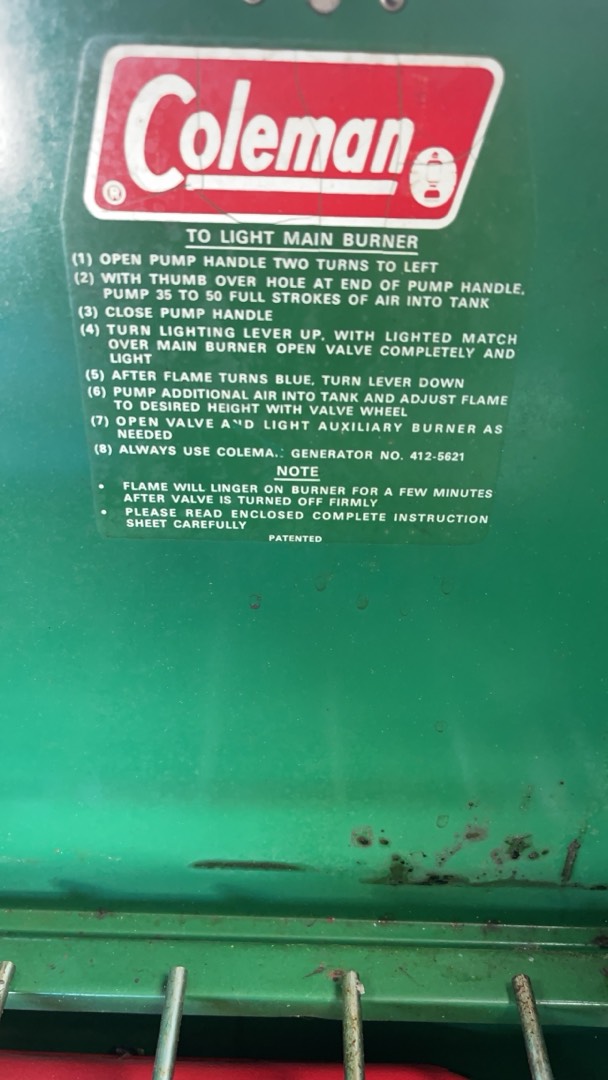 Coleman
®
TO LIGHT MAIN BURNER
(1) OPEN PUMP HANDLE TWO TURNS TO LEFT
(2) WITH THUMB OVER HOLE AT END OF PUMP HANDLE,
PUMP 35 TO 50 FULL STROKES OF AIR INTO TANK
(3) CLOSE PUMP HANDLE
(4) TURN LIGHTING LEVER UP. WITH LIGHTED MATCH
OVER MAIN BURNER OPEN VALVE COMPLETELY AND
LIGHT
(5) AFTER FLAME TURNS BLUE, TURN LEVER DOWN
(6) PUMP ADDITIONAL AIR INTO TANK AND ADJUST FLAME
TO DESIRED HEIGHT WITH VALVE WHEEL
(7) OPEN VALVE AND LIGHT AUXILIARY BURNER AS
NEEDED
(8) ALWAYS USE COLEMAN GENERATOR NO. 412-5621
NOTE
• FLAME WILL LINGER ON BURNER FOR A FEW MINUTES
AFTER VALVE IS TURNED OFF FIRMLY
• PLEASE READ ENCLOSED COMPLETE INSTRUCTION
SHEET CAREFULLY
PATENTED